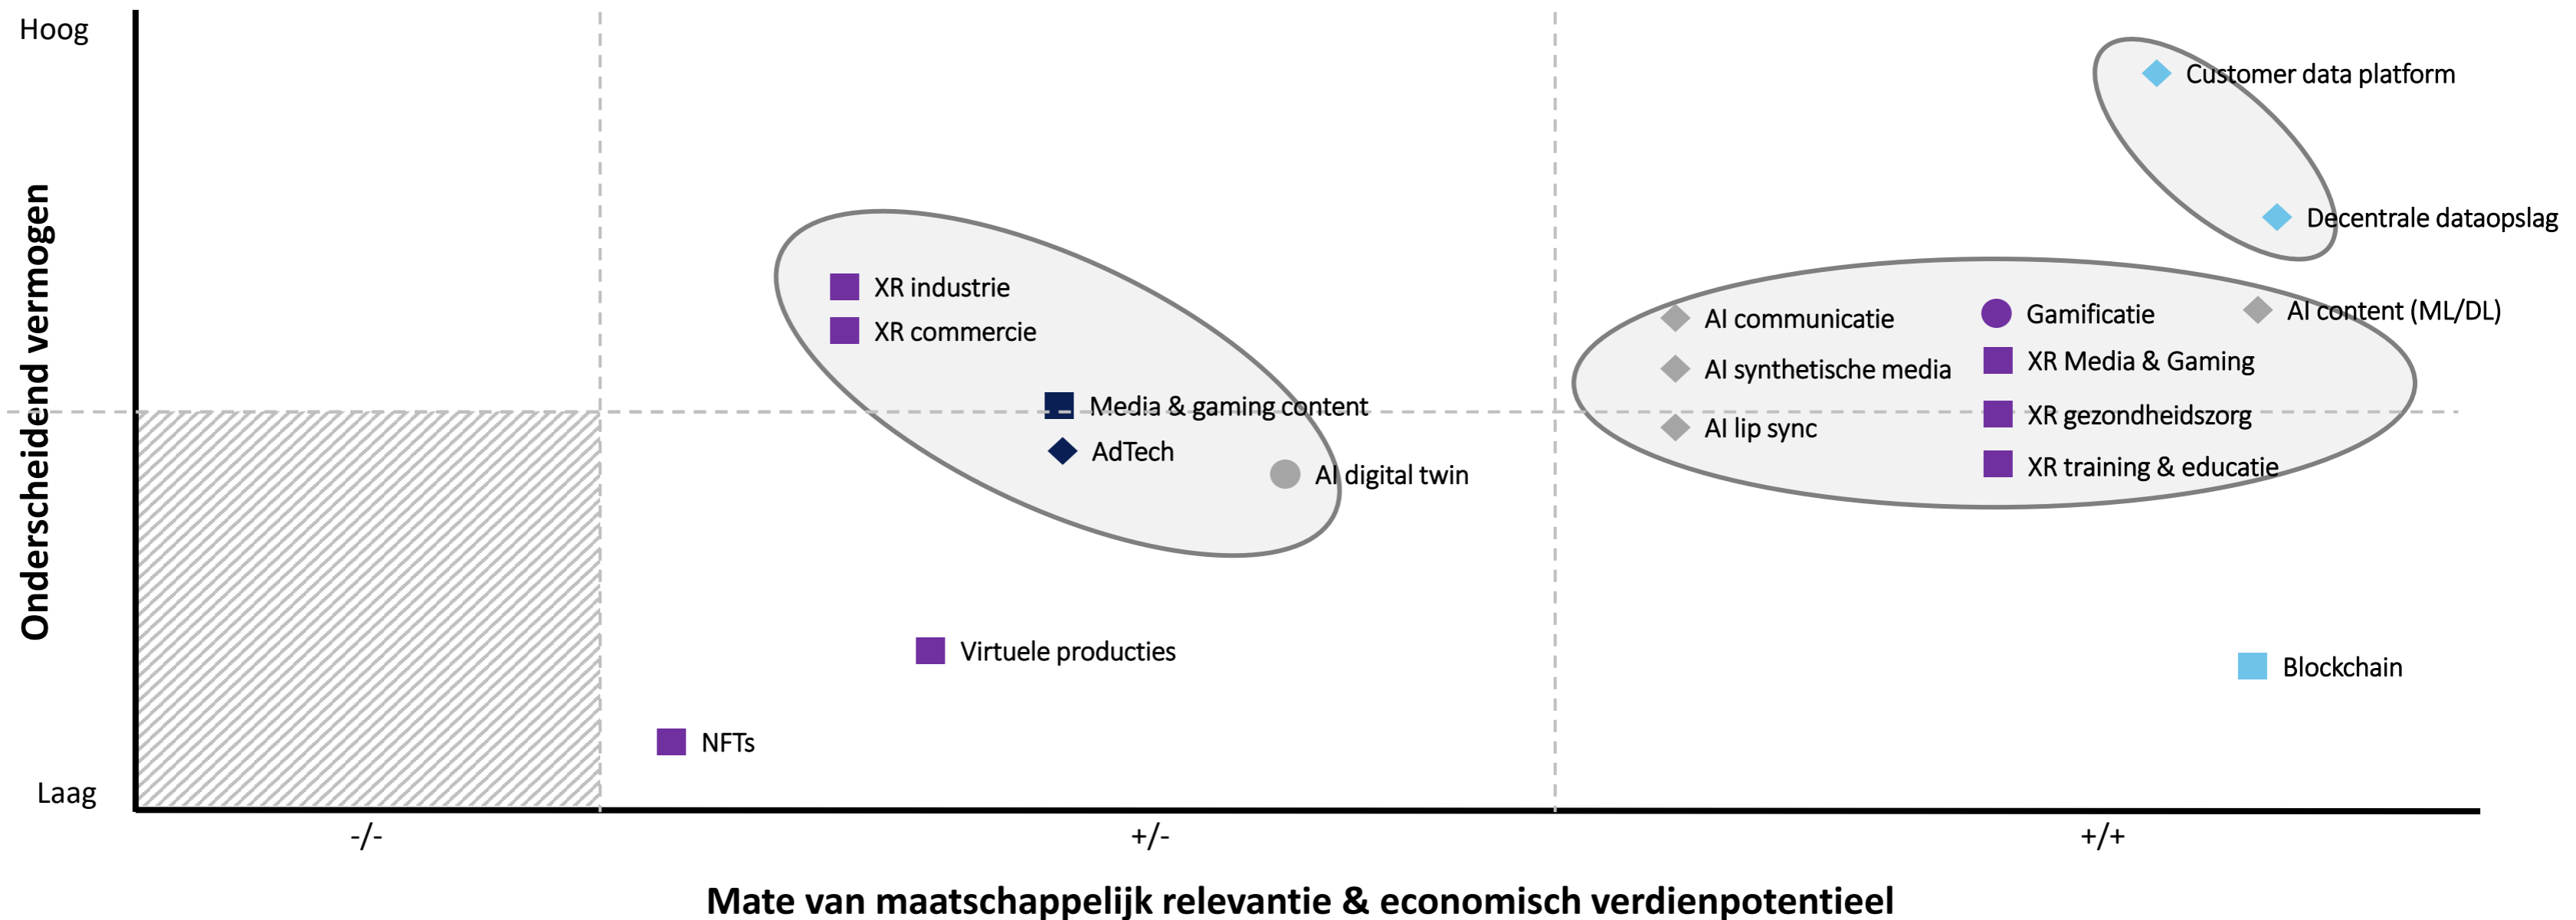 Hoog
Customer data platform
Onderscheidend vermogen
Decentrale dataopslag
XR industrie
XR commercie
Media & gaming content
AdTech
AI digital twin
AI communicatie
AI synthetische media
AI lip sync
Gamificatie
XR Media & Gaming
XR gezondheidszorg
XR training & educatie
AI content (ML/DL)
Virtuele producties
NFTs
Blockchain
Laag
-/-
+/-
+/+
Mate van maatschappelijk relevantie & economisch verdienpotentieel